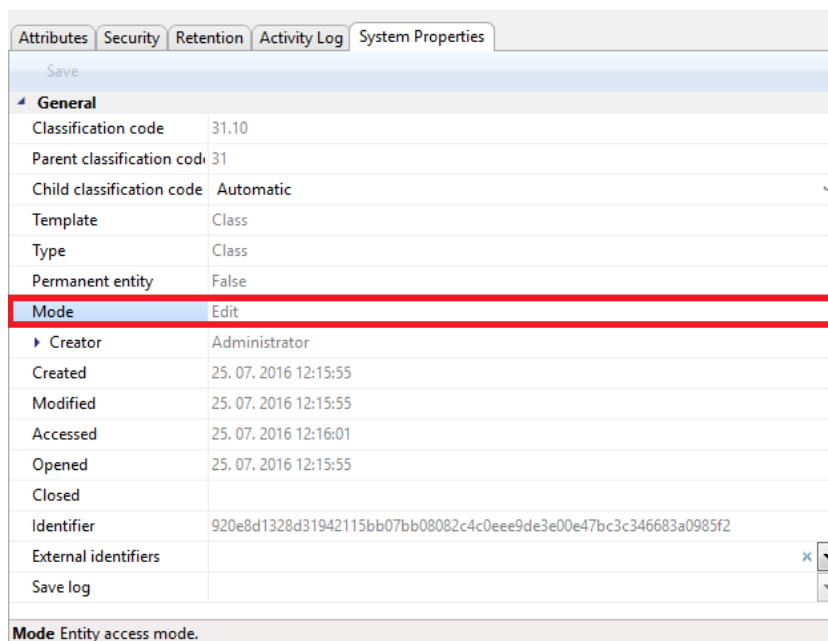 Attributes Security Retention Activity Log System Properties
Save
General
Classification code 31.10
Parent classification code 31
Child classification code Automatic
Template Class
Type Class
Permanent entity False
Mode Edit
Creator Administrator
Created 25. 07. 2016 12:15:55
Modified 25. 07. 2016 12:15:55
Accessed 25. 07. 2016 12:16:01
Opened 25. 07. 2016 12:15:55
Closed
Identifier 920e8d1328d31942115bb07bb08082c4c0eee9de3e00e47bc3c346683a0985f2
External identifiers
Save log
Mode Entity access mode.